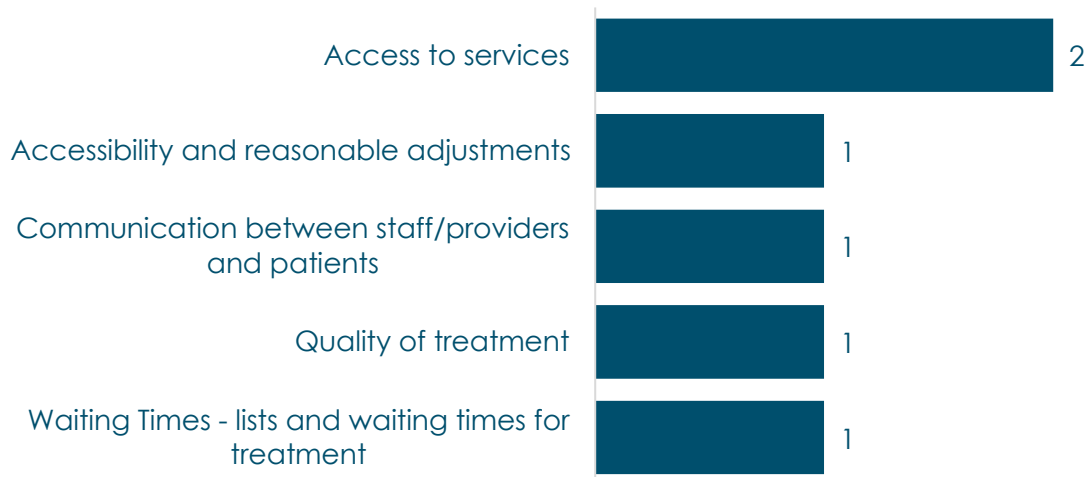 Access to services
2
Accessibility and reasonable adjustments
1
Communication between staff/providers
and patients
1
Quality of treatment
1
Waiting Times - lists and waiting times for
treatment
1